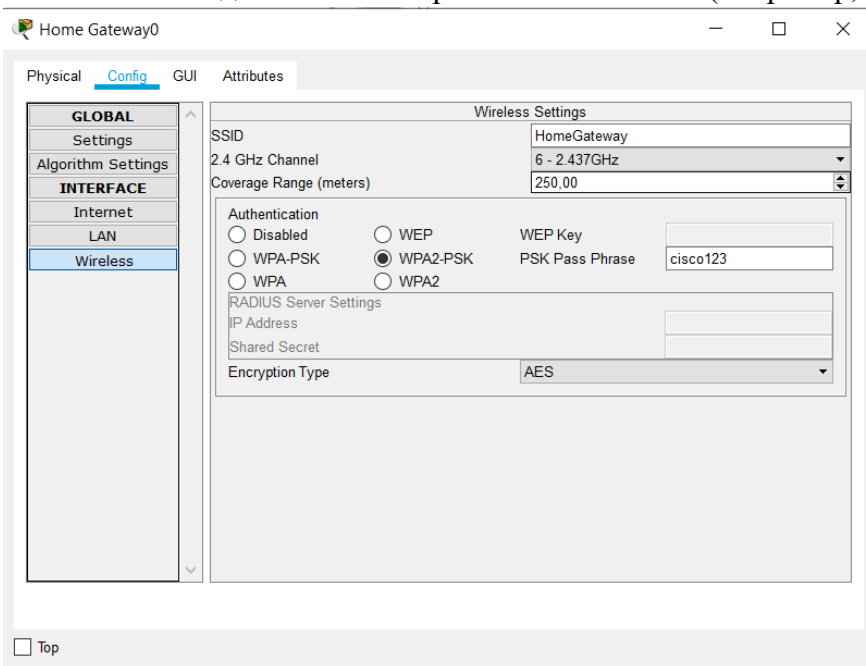 Home Gateway0
Physical Config GUI Attributes
GLOBAL
Settings
Algorithm Settings
INTERFACE
Internet
LAN
Wireless
Wireless Settings
SSID HomeGateway
2.4 GHz Channel 6 - 2.437GHz
Coverage Range (meters) 250,00
Authentication
Disabled WEP WEP Key
WPA-PSK WPA2-PSK PSK Pass Phrase cisco123
WPA WPA2
RADIUS Server Settings
IP Address
Shared Secret
Encryption Type AES
Top